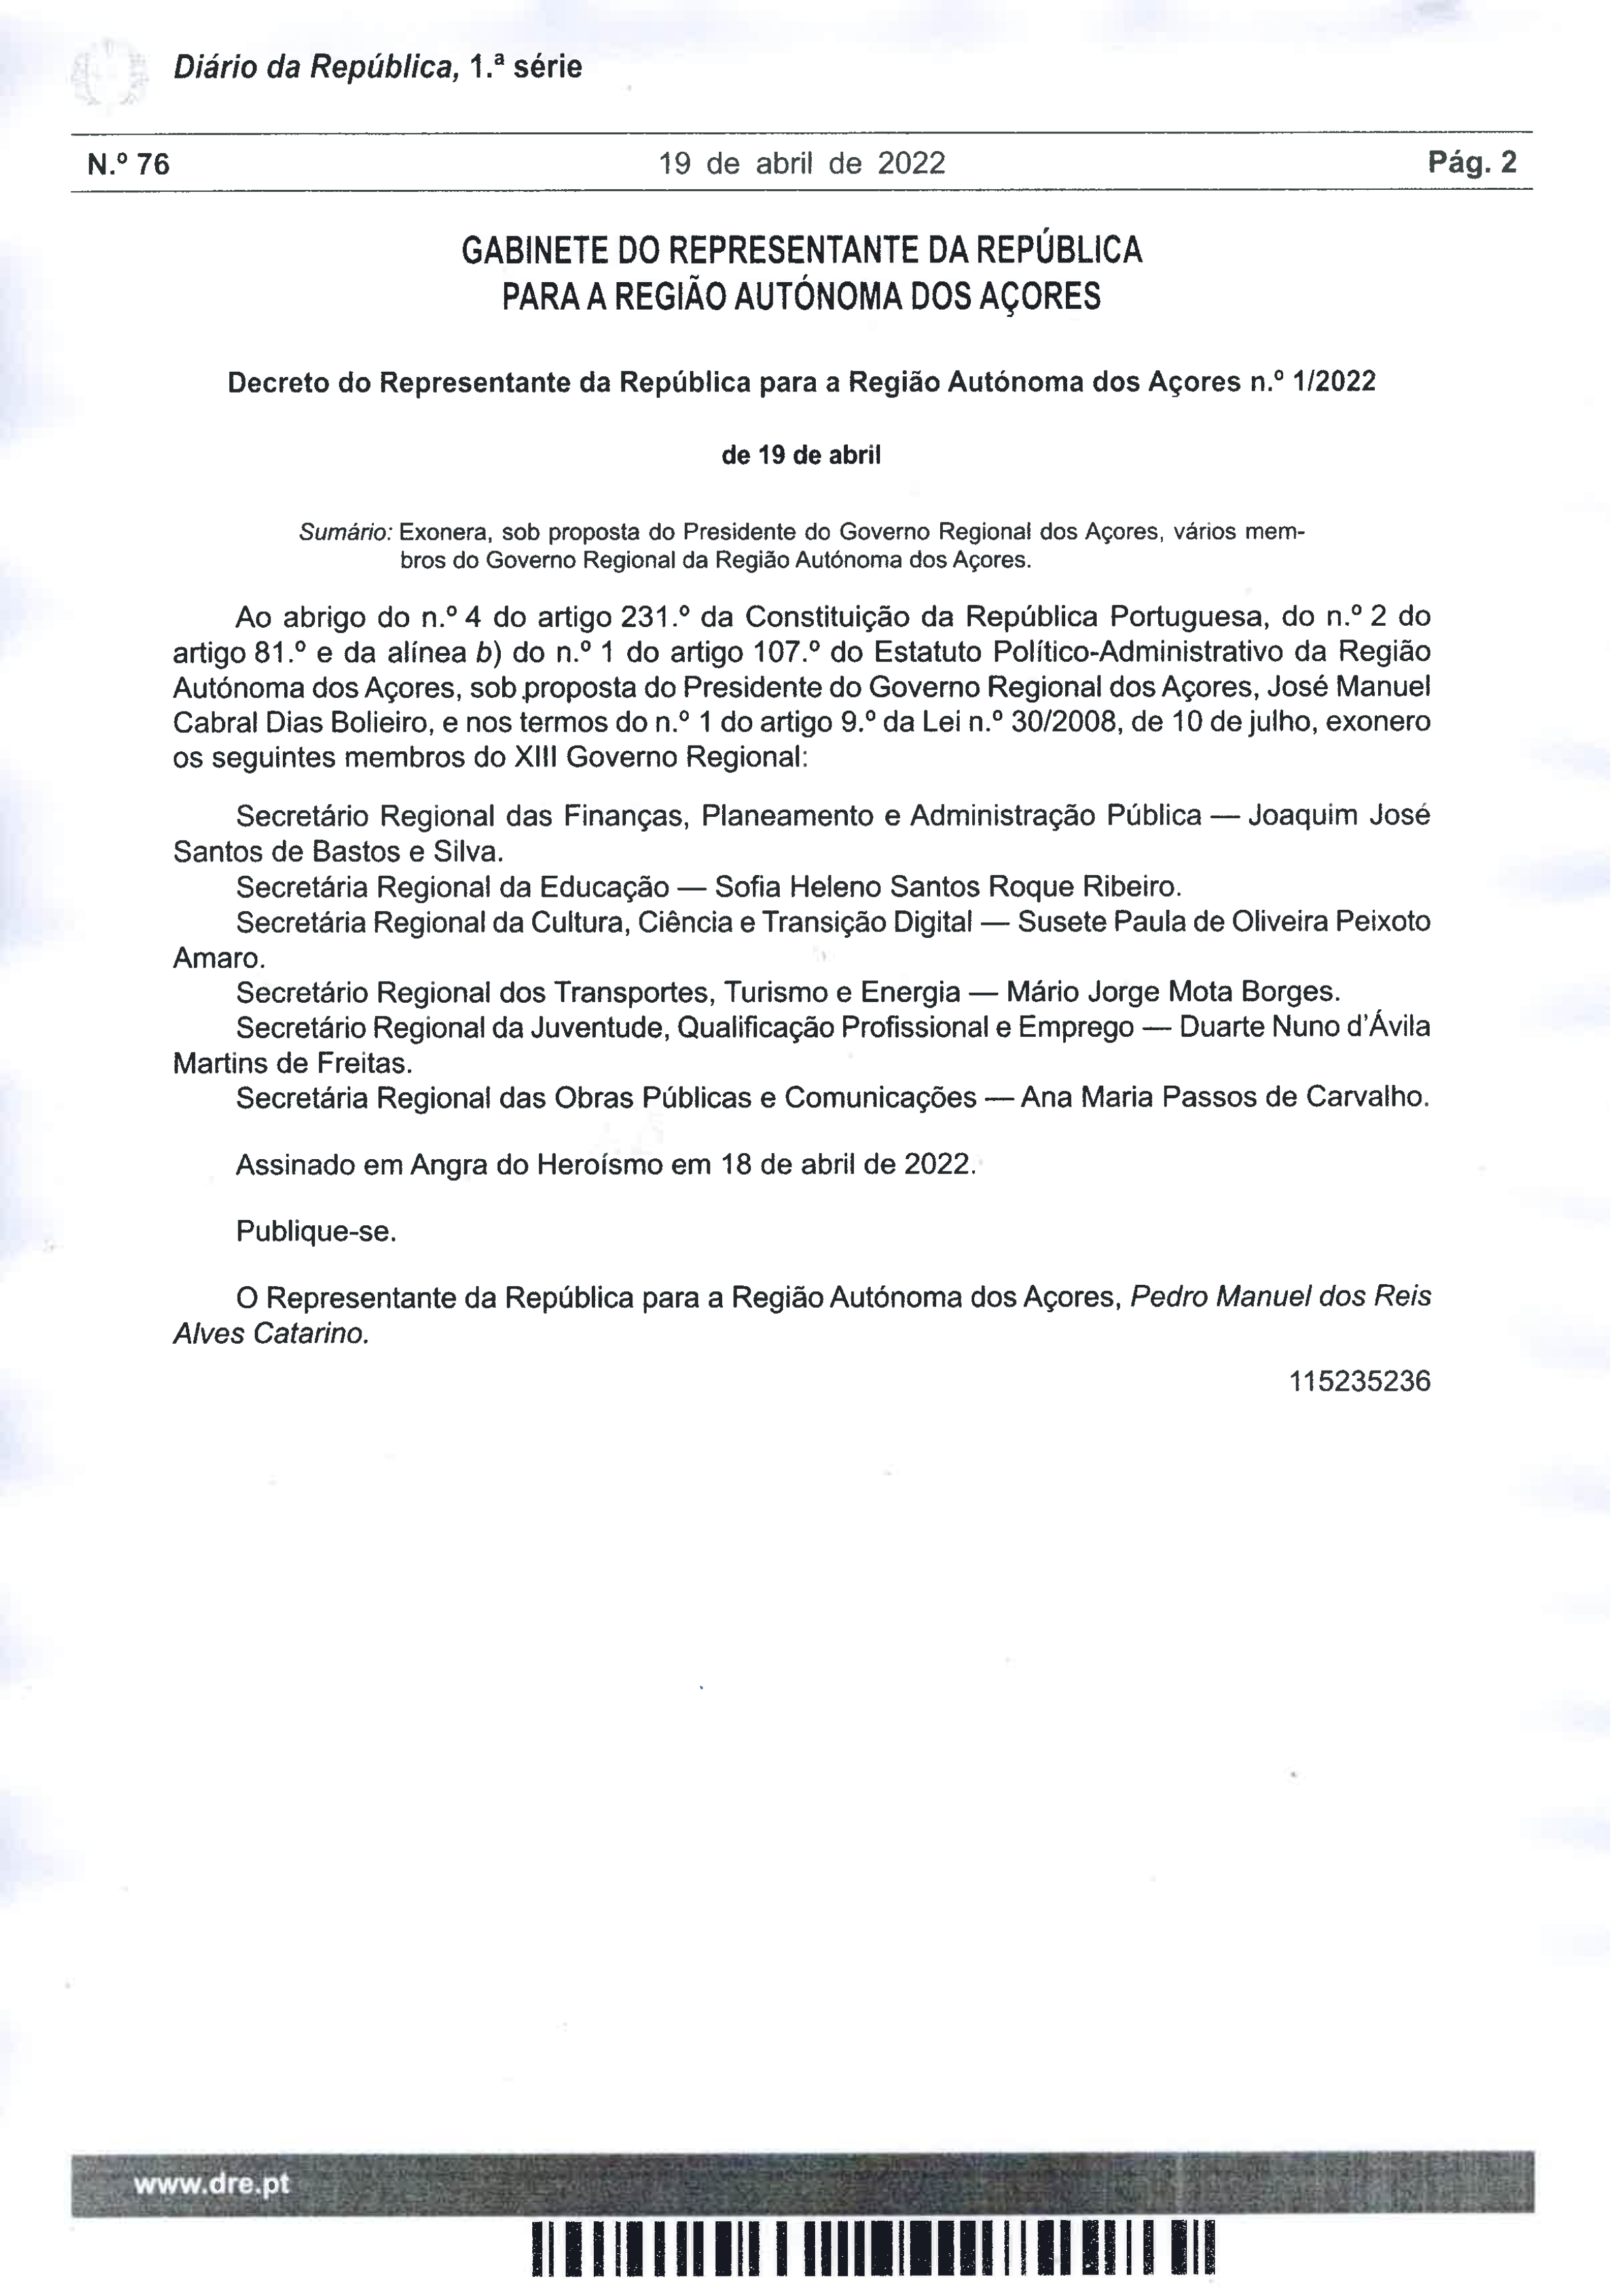 Diário da República, 1.ª série
N.º 76
19 de abril de 2022
Pág. 2
GABINETE DO REPRESENTANTE DA REPÚBLICA
PARA A REGIÃO AUTÓNOMA DOS AÇORES
Decreto do Representante da República para a Região Autónoma dos Açores n.º 1/2022
de 19 de abril
Sumário: Exonera, sob proposta do Presidente do Governo Regional dos Açores, vários mem-
bros do Governo Regional da Região Autónoma dos Açores.
Ao abrigo do n.º 4 do artigo 231.º da Constituição da República Portuguesa, do n.º 2 do
artigo 81.º e da alínea b) do n.º 1 do artigo 107.º do Estatuto Político-Administrativo da Região
Autónoma dos Açores, sob proposta do Presidente do Governo Regional dos Açores, José Manuel
Cabral Dias Bolieiro, e nos termos do n.º 1 do artigo 9.º da Lei n.º 30/2008, de 10 de julho, exonero
os seguintes membros do XIII Governo Regional:
Secretário Regional das Finanças, Planeamento e Administração Pública — Joaquim José
Santos de Bastos e Silva.
Secretária Regional da Educação — Sofia Heleno Santos Roque Ribeiro.
Secretária Regional da Cultura, Ciência e Transição Digital — Susete Paula de Oliveira Peixoto
Amaro.
Secretário Regional dos Transportes, Turismo e Energia — Mário Jorge Mota Borges.
Secretário Regional da Juventude, Qualificação Profissional e Emprego — Duarte Nuno d'Ávila
Martins de Freitas.
Secretária Regional das Obras Públicas e Comunicações — Ana Maria Passos de Carvalho.
Assinado em Angra do Heroísmo em 18 de abril de 2022.
Publique-se.
O Representante da República para a Região Autónoma dos Açores, Pedro Manuel dos Reis
Alves Catarino.
115235236
www.dre.pt